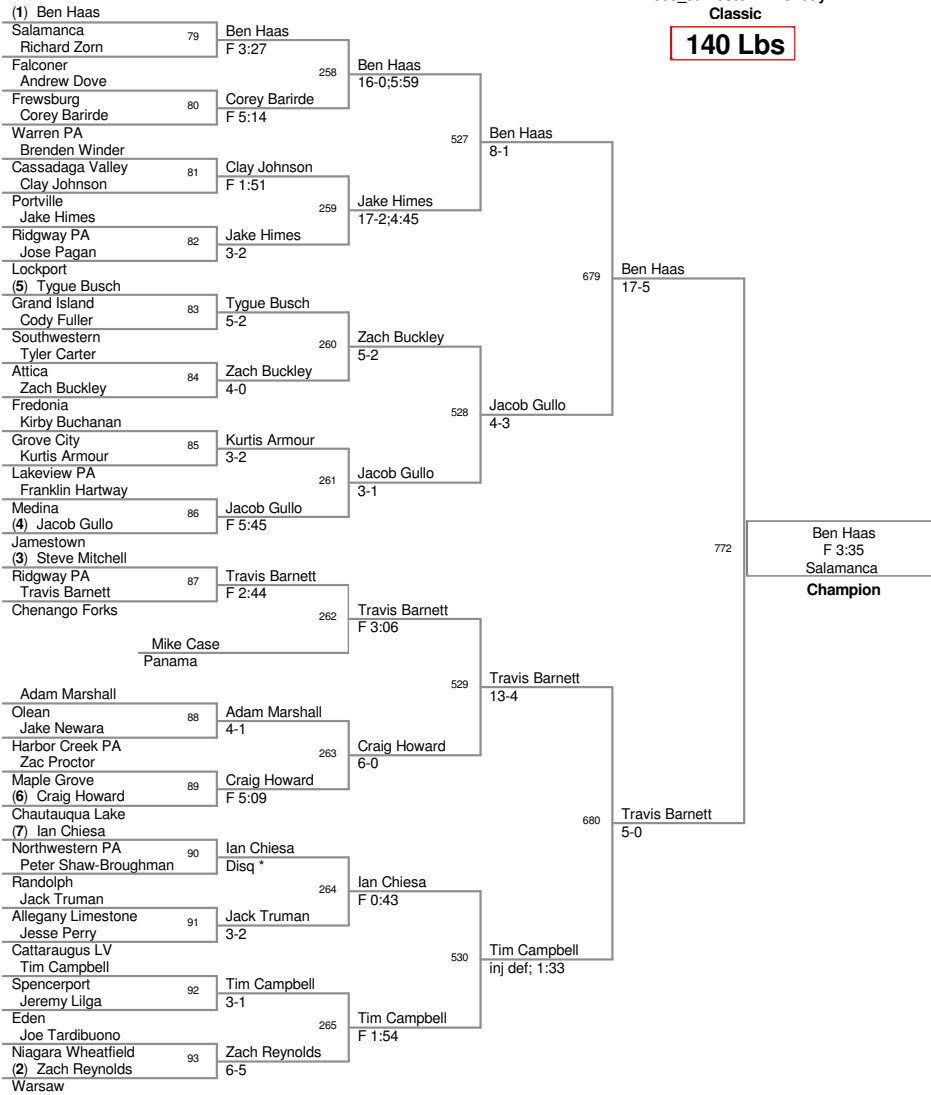 Classic
140 Lbs
(1) Ben Haas
Salamanca
79
Richard Zorn
Falconer
Andrew Dove
Frewsburg
80
Corey Barirde
Warren PA
Brenden Winder
Cassadaga Valley
81
Clay Johnson
Portville
Jake Himes
Ridgway PA
82
Jose Pagan
Lockport
(5) Tygue Busch
Grand Island
83
Cody Fuller
Southwestern
Tyler Carter
Attica
84
Zach Buckley
Fredonia
Kirby Buchanan
Grove City
85
Kurtis Armour
Lakeview PA
Franklin Hartway
Medina
86
(4) Jacob Gullo
Jamestown
(3) Steve Mitchell
Ridgway PA
87
Travis Barnett
Chenango Forks
Mike Case
Panama
Adam Marshall
Olean
88
Jake Newara
Harbor Creek PA
Zac Proctor
Maple Grove
89
(6) Craig Howard
Chautauqua Lake
(7) Ian Chiesa
Northwestern PA
90
Peter Shaw-Broughman
Randolph
Jack Truman
Allegany Limestone
91
Jesse Perry
Cattaraugus LV
Tim Campbell
Spencerport
92
Jeremy Lilga
Eden
Joe Tardibuono
Niagara Wheatfield
93
(2) Zach Reynolds
Warsaw
Ben Haas
F 3:27
258
Corey Barirde
F 5:14
Clay Johnson
F 1:51
259
Jake Himes
3-2
Tygue Busch
5-2
260
Zach Buckley
4-0
Kurtis Armour
3-2
261
Jacob Gullo
F 5:45
Travis Barnett
F 2:44
262
Adam Marshall
4-1
263
Craig Howard
F 5:09
Ian Chiesa
Disq *
264
Jack Truman
3-2
Tim Campbell
3-1
265
Zach Reynolds
6-5
Ben Haas
16-0;5:59
527
Jake Himes
17-2;4:45
Zach Buckley
5-2
528
Jacob Gullo
3-1
Travis Barnett
F 3:06
529
Craig Howard
6-0
Ian Chiesa
F 0:43
530
Tim Campbell
F 1:54
Ben Haas
8-1
679
Jacob Gullo
4-3
Travis Barnett
13-4
680
Tim Campbell
inj def; 1:33
Ben Haas
17-5
772
Travis Barnett
5-0
Ben Haas
F 3:35
Salamanca
Champion